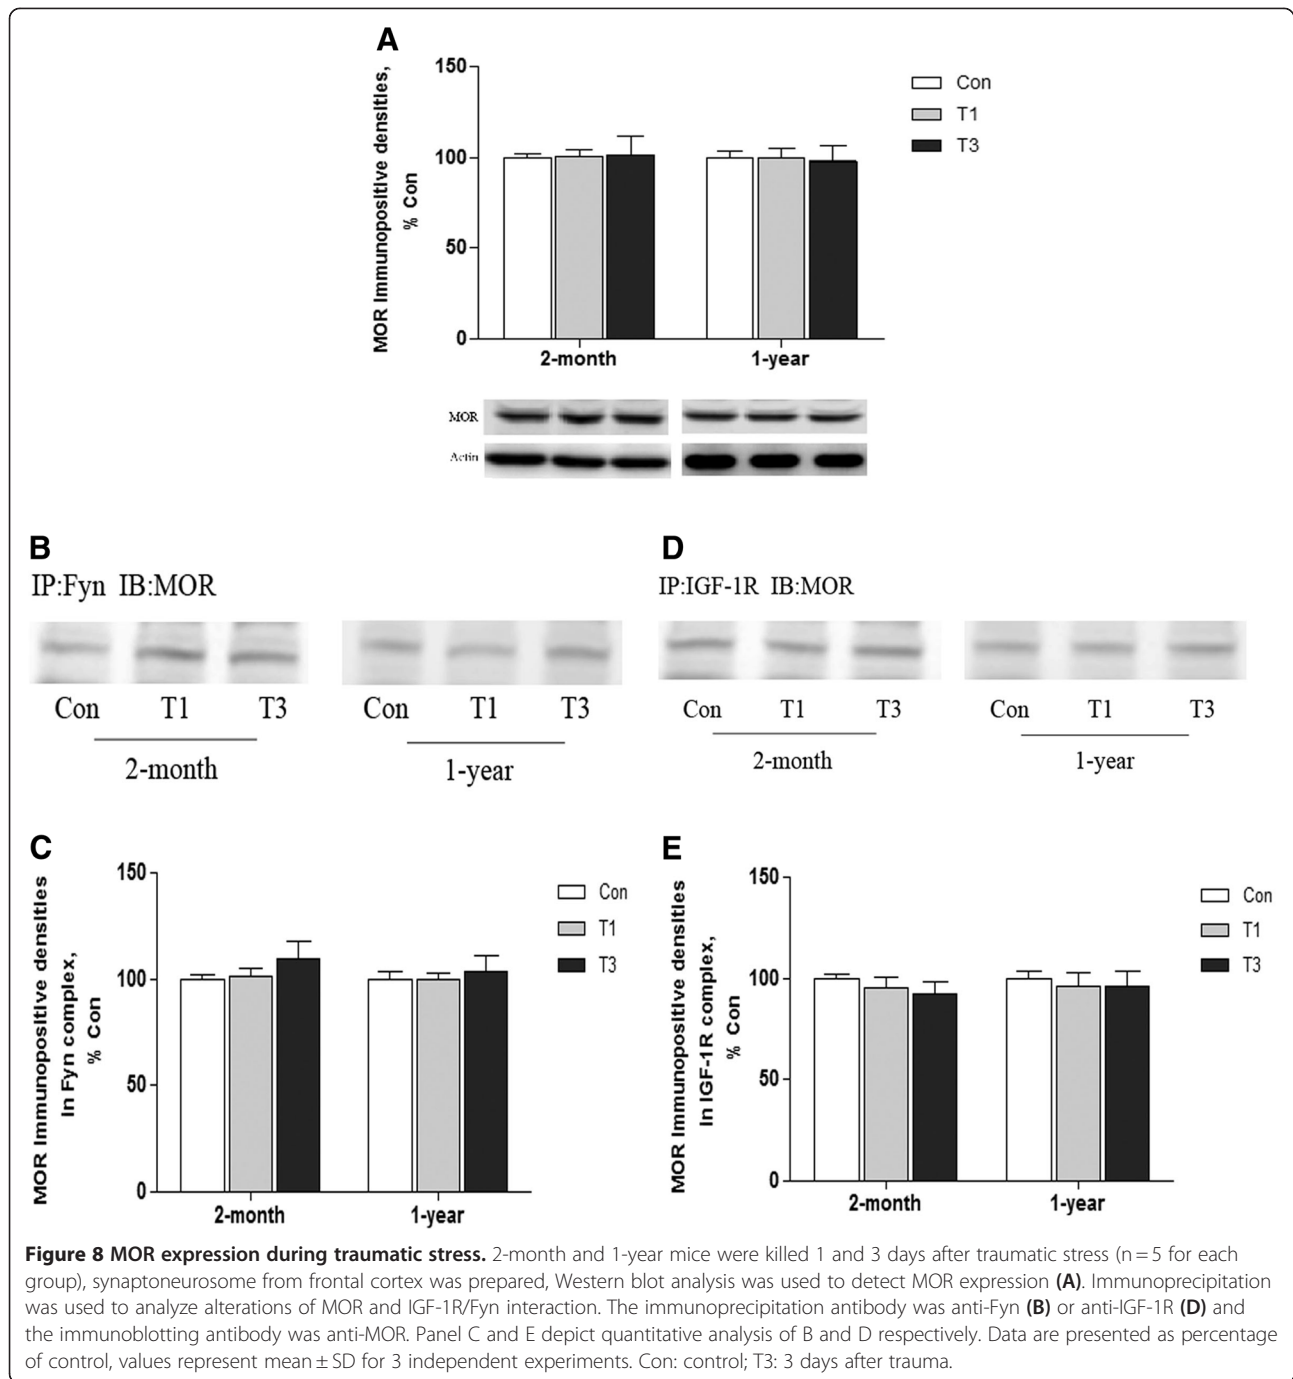 A
MOR Immunopositive densities,
% Con
150
100
50
0
2-month
1-year
Con
T1
T3
MOR
Actin
B
IP:Fyn IB:MOR
Con T1 T3
2-month
Con T1 T3
1-year
D
IP:IGF-1R IB:MOR
Con T1 T3
2-month
Con T1 T3
1-year
C
MOR Immunopositive densities
In Fyn complex,
% Con
150
100
50
0
2-month
1-year
Con
T1
T3
E
MOR Immunopositive densities
In IGF-1R complex,
% Con
150
100
50
0
2-month
1-year
Con
T1
T3
Figure 8 MOR expression during traumatic stress. 2-month and 1-year mice were killed 1 and 3 days after traumatic stress (n = 5 for each
group), synaptoneurosome from frontal cortex was prepared, Western blot analysis was used to detect MOR expression (A). Immunoprecipitation
was used to analyze alterations of MOR and IGF-1R/Fyn interaction. The immunoprecipitation antibody was anti-Fyn (B) or anti-IGF-1R (D) and
the immunoblotting antibody was anti-MOR. Panel C and E depict quantitative analysis of B and D respectively. Data are presented as percentage
of control, values represent mean ± SD for 3 independent experiments. Con: control; T3: 3 days after trauma.